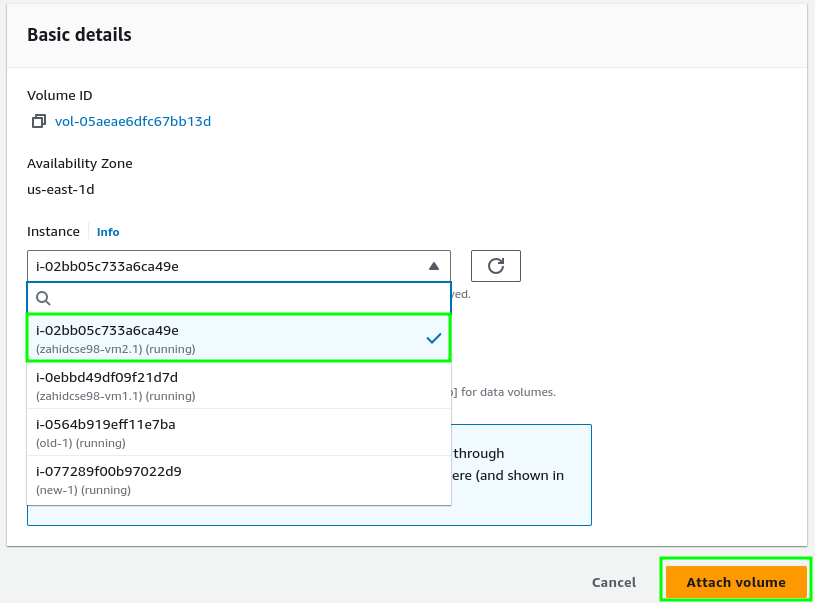 Basic details
Volume ID
vol-05aeae6dfc67bb13d
Availability Zone
us-east-1d
Instance Info
i-02bb05c733a6ca49e
ved.
i-02bb05c733a6ca49e
(zahidcse98-vm2.1) (running)
i-0ebbd49df09f21d7d
(zahidcse98-vm1.1) (running)
] for data volumes.
i-0564b919eff11e7ba
(old-1) (running)
through
i-077289f00b97022d9
ere (and shown in
(new-1) (running)
Cancel Attach volume